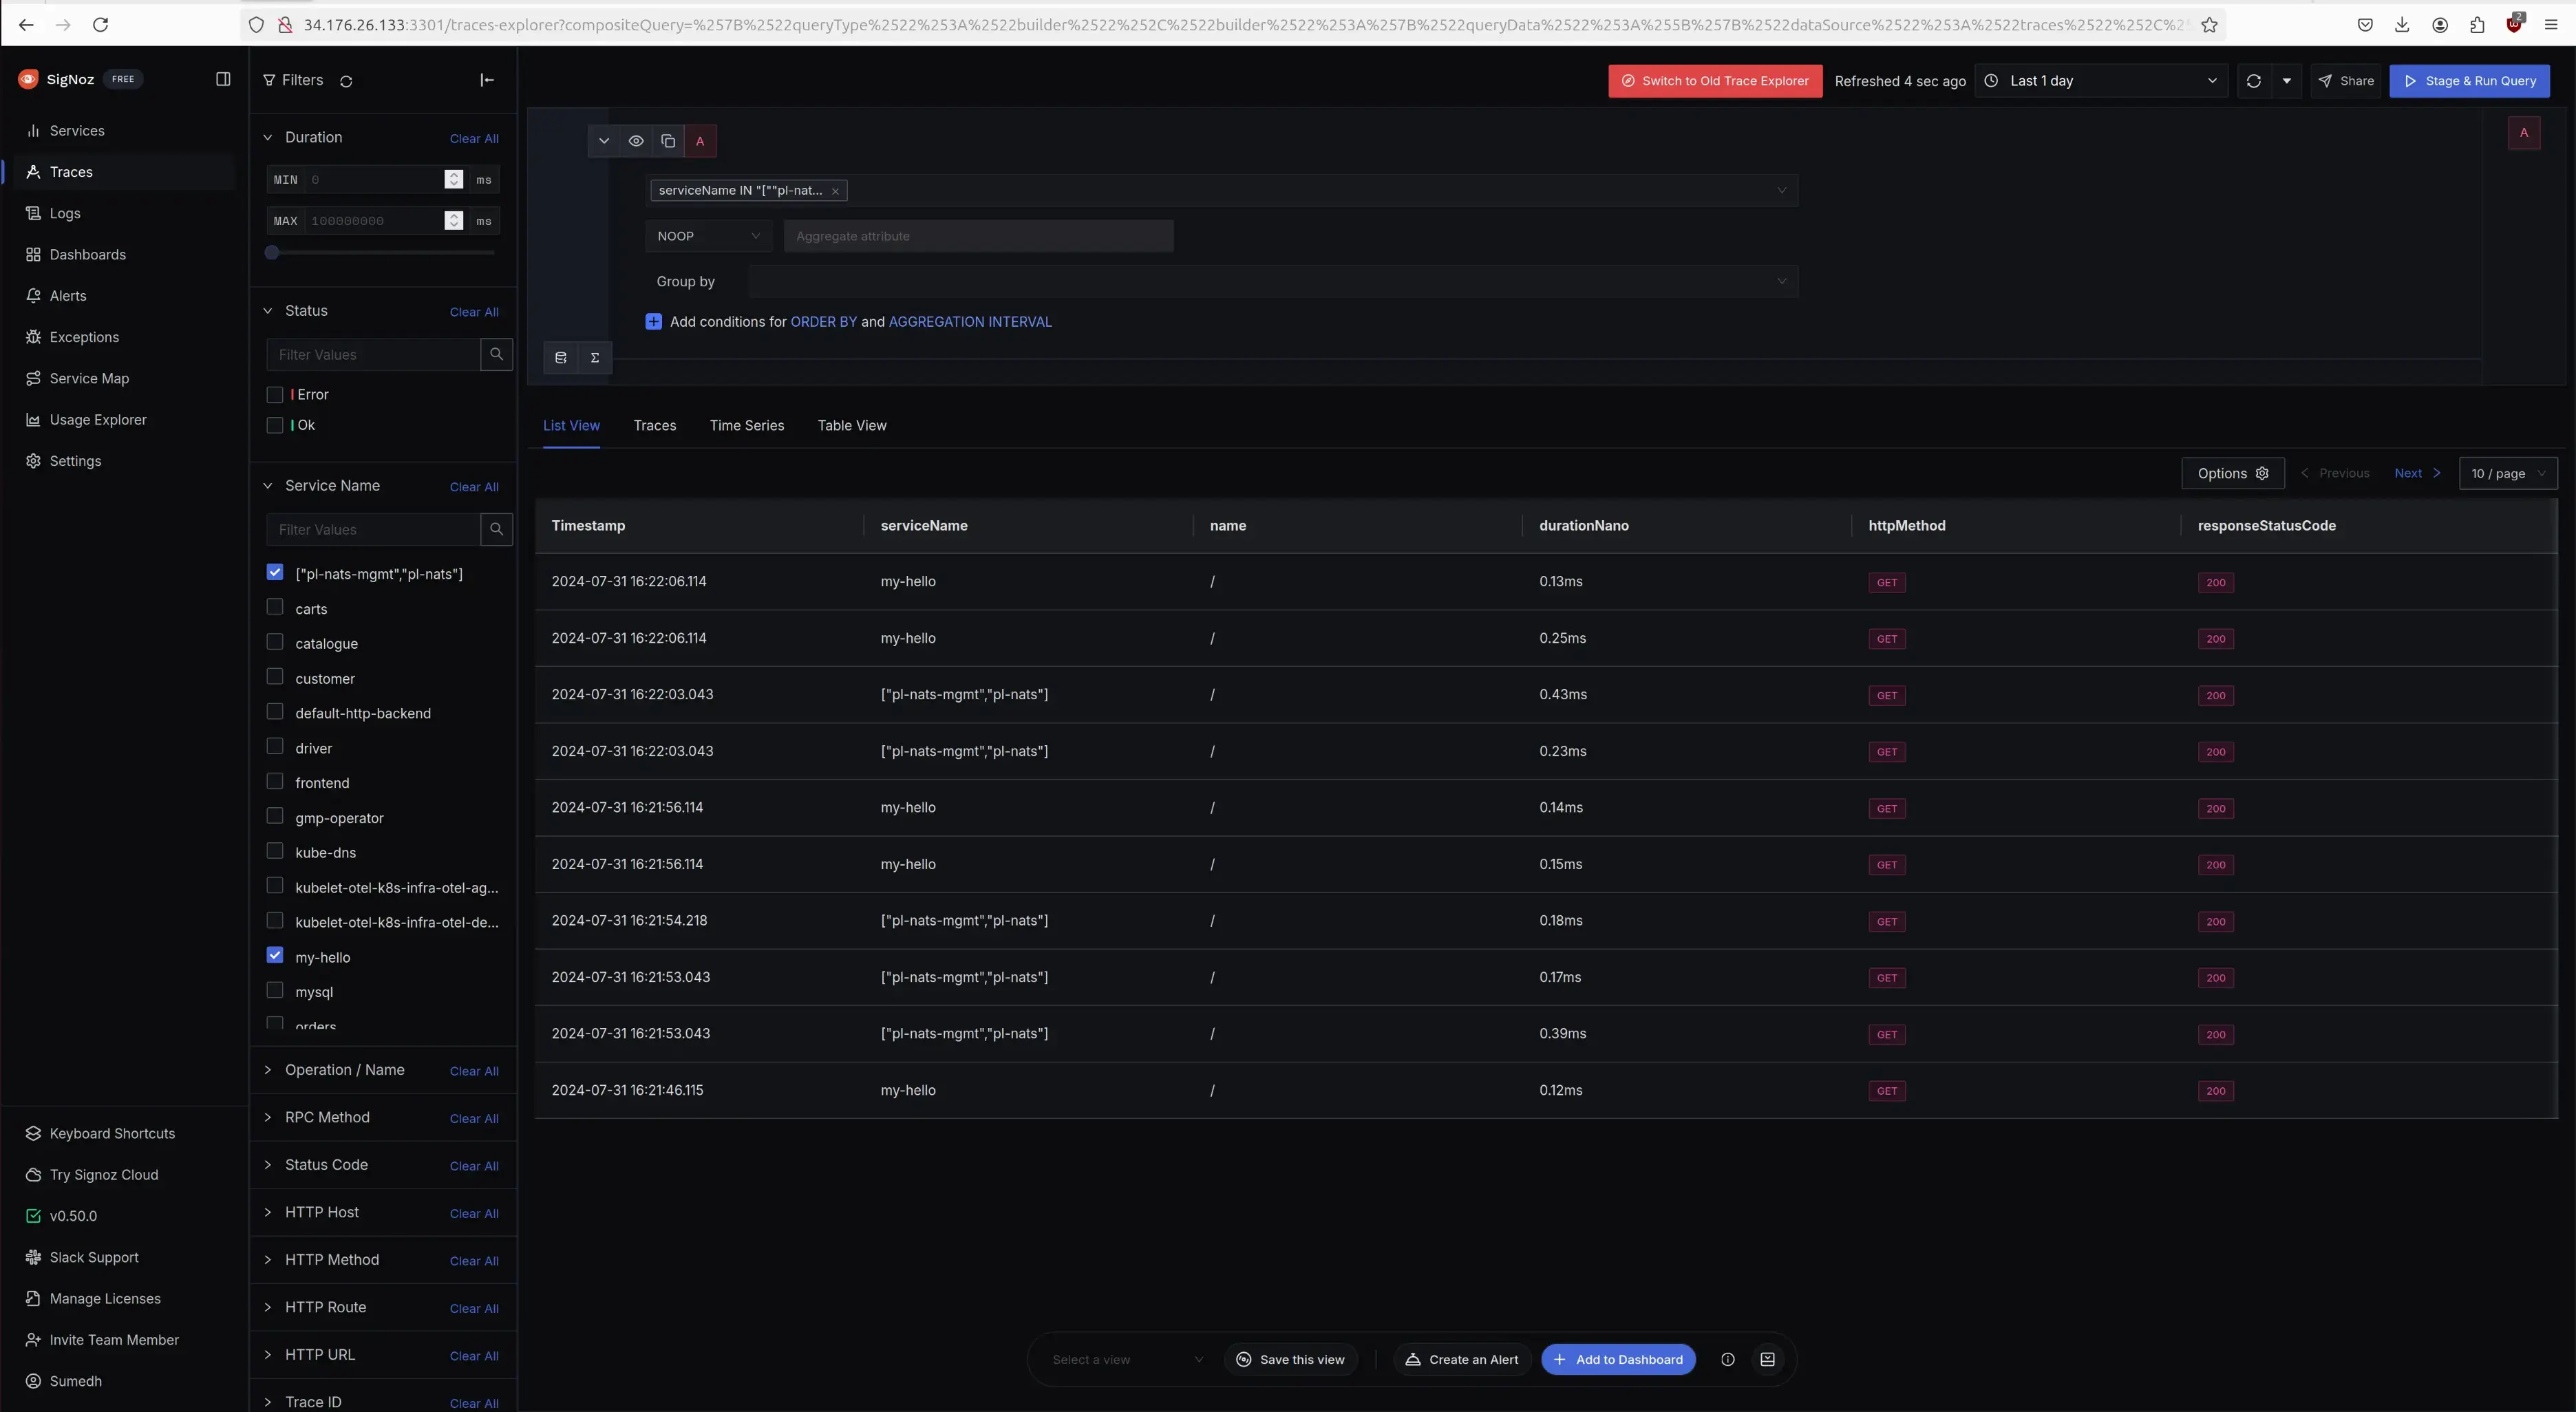 34.176.26.133:3301/traces-explorer?compositeQuery=%257B%2522queryType%2522%253A%2522builder%2522%252C%2522builder%2522%253A%257B%2522queryData%2522%253A%255B%257B%2522dataSource%2522%253A%2522traces%2522%252C%2
2
SigNoz FREE
Services
Traces
Logs
Dashboards
Alerts
Exceptions
Service Map
Usage Explorer
Settings
Keyboard Shortcuts
Try Signoz Cloud
v0.50.0
Slack Support
Manage Licenses
Invite Team Member
Sumedh
Filters
Duration Clear All
MIN 0 ms
MAX 100000000 ms
Status Clear All
Filter Values
Error
Ok
Service Name Clear All
Filter Values
["pl-nats-mgmt","pl-nats"]
carts
catalogue
customer
default-http-backend
driver
frontend
gmp-operator
kube-dns
kubelet-otel-k8s-infra-otel-ag...
kubelet-otel-k8s-infra-otel-de...
my-hello
mysql
orders
Operation / Name Clear All
RPC Method Clear All
Status Code Clear All
HTTP Host Clear All
HTTP Method Clear All
HTTP Route Clear All
HTTP URL Clear All
Trace ID Clear All
Switch to Old Trace Explorer Refreshed 4 sec ago Last 1 day Share Stage & Run Query
A A
serviceName IN "[""pl-nat...
NOOP Aggregate attribute
Group by
Add conditions for ORDER BY and AGGREGATION INTERVAL
Σ
List View Traces Time Series Table View
Options Previous Next 10 / page
Timestamp serviceName name durationNano httpMethod responseStatusCode
2024-07-31 16:22:06.114 my-hello / 0.13ms GET 200
2024-07-31 16:22:06.114 my-hello / 0.25ms GET 200
2024-07-31 16:22:03.043 ["pl-nats-mgmt","pl-nats"] / 0.43ms GET 200
2024-07-31 16:22:03.043 ["pl-nats-mgmt","pl-nats"] / 0.23ms GET 200
2024-07-31 16:21:56.114 my-hello / 0.14ms GET 200
2024-07-31 16:21:56.114 my-hello / 0.15ms GET 200
2024-07-31 16:21:54.218 ["pl-nats-mgmt","pl-nats"] / 0.18ms GET 200
2024-07-31 16:21:53.043 ["pl-nats-mgmt","pl-nats"] / 0.17ms GET 200
2024-07-31 16:21:53.043 ["pl-nats-mgmt","pl-nats"] / 0.39ms GET 200
2024-07-31 16:21:46.115 my-hello / 0.12ms GET 200
Select a view Save this view Create an Alert Add to Dashboard